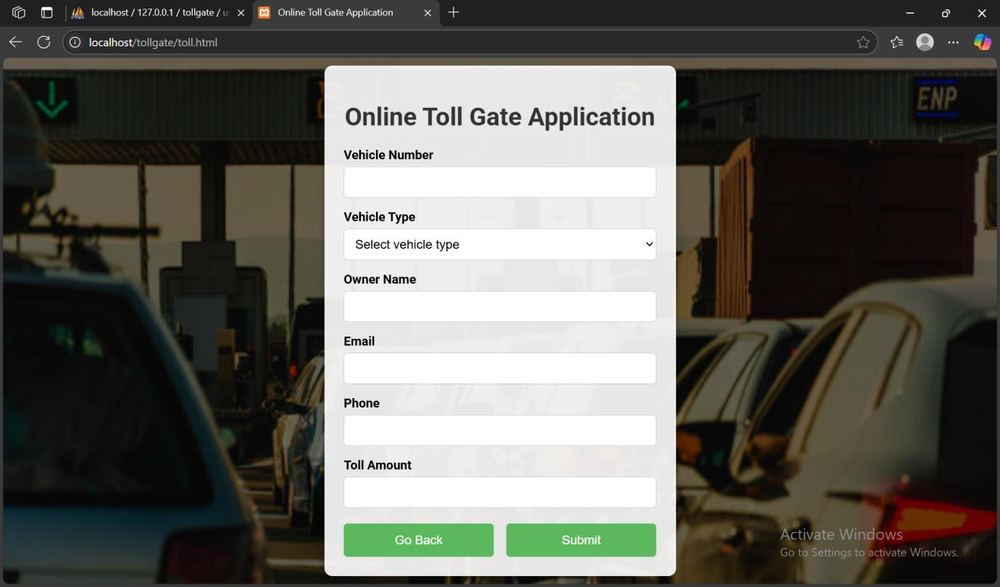 localhost / 127.0.0.1 / tollgate / us
Online Toll Gate Application
localhost/tollgate/toll.html
ENP
Online Toll Gate Application
Vehicle Number
Vehicle Type
Select vehicle type
Owner Name
Email
Phone
Toll Amount
Go Back
Submit
Activate Windows
Go to Settings to activate Windows.